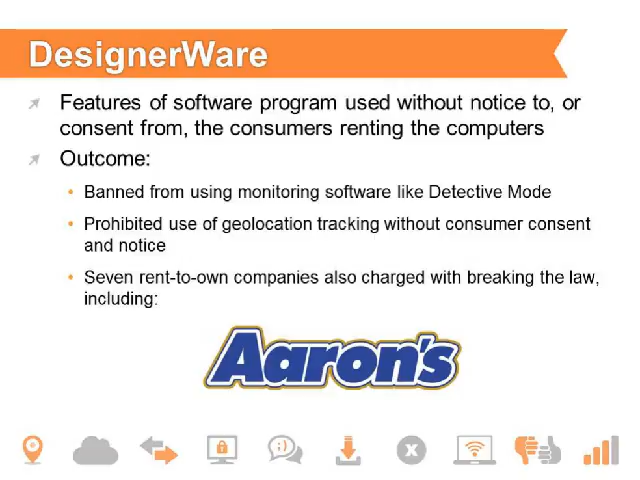 DesignerWare
Features of software program used without notice to, or
consent from, the consumers renting the computers
Outcome:
Banned from using monitoring software like Detective Mode
Prohibited use of geolocation tracking without consumer consent
and notice
Seven rent-to-own companies also charged with breaking the law,
including:
Aaron's
:)